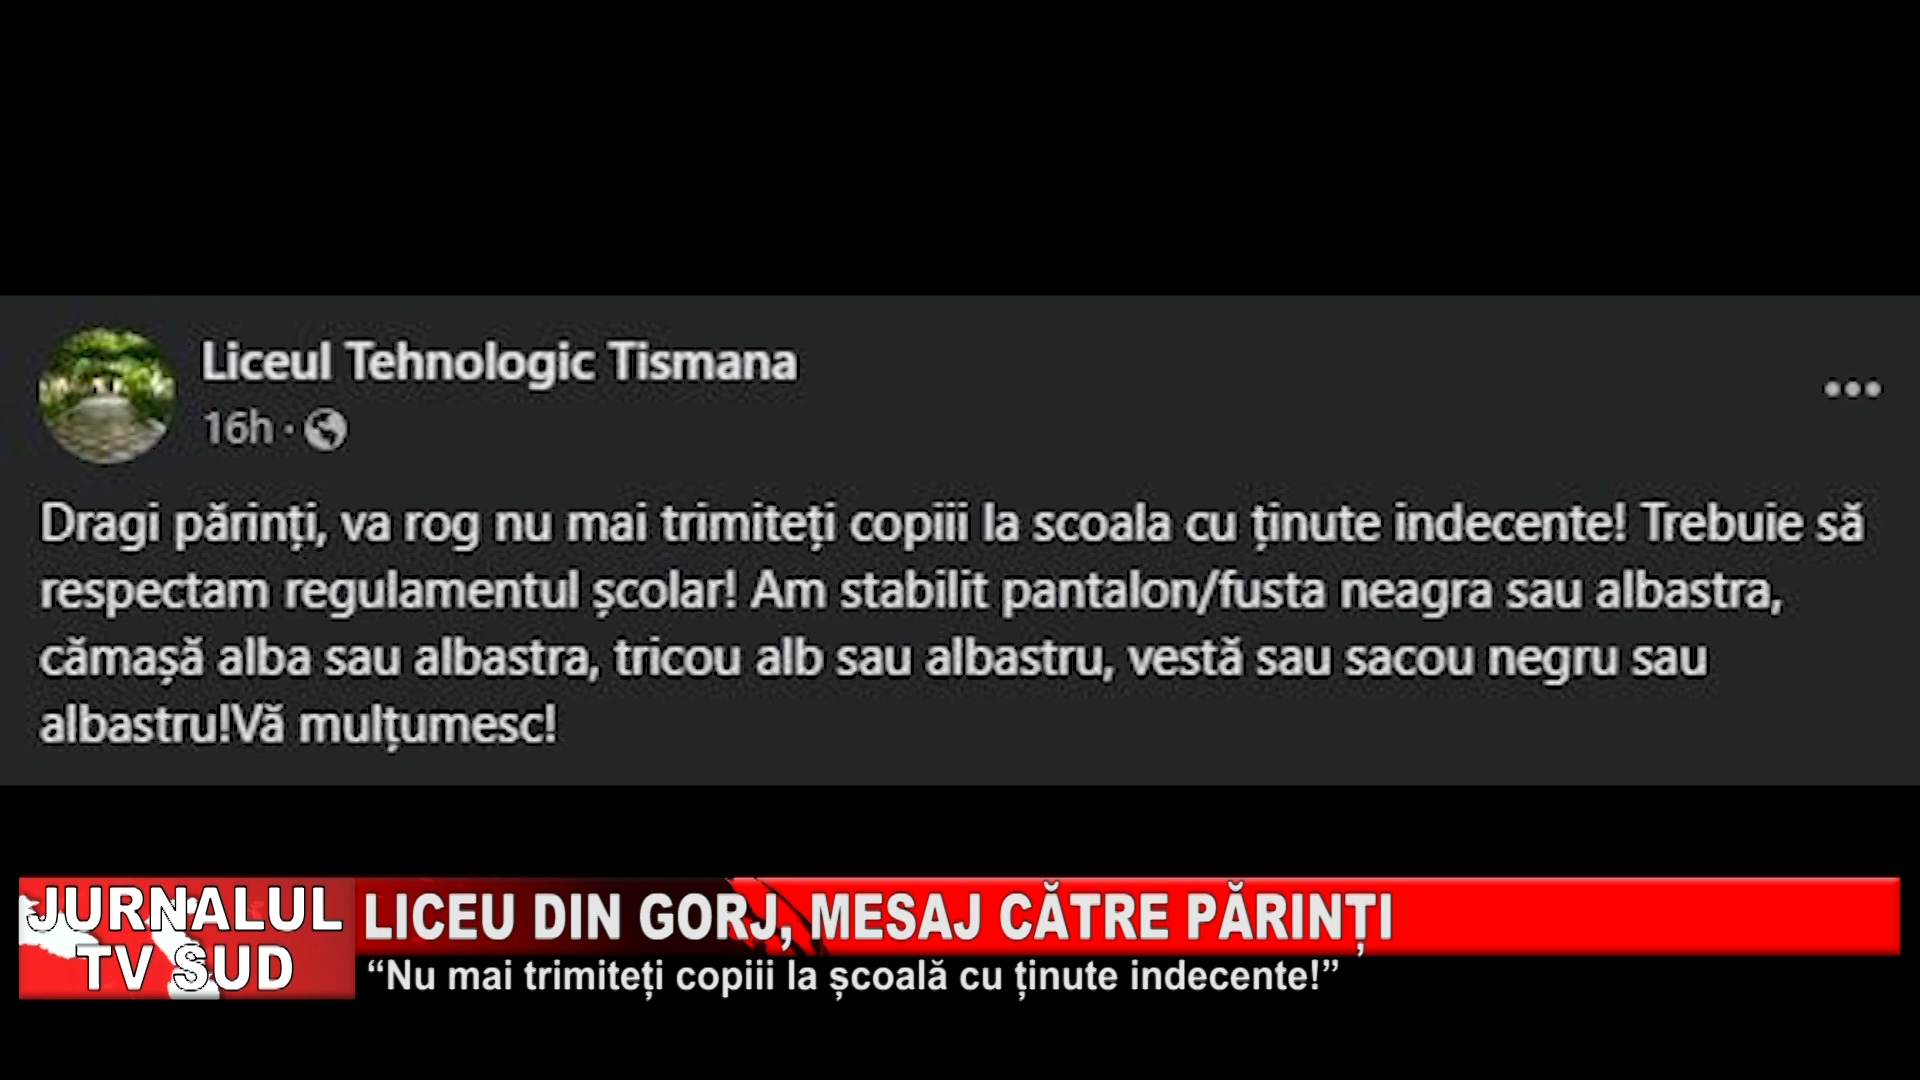 Liceul Tehnologic Tismana
16h ·
Dragi părinți, va rog nu mai trimiteți copiii la scoala cu ținute indecente! Trebuie să
respectam regulamentul școlar! Am stabilit pantalon/fusta neagra sau albastra,
cămașă alba sau albastra, tricou alb sau albastru, vestă sau sacou negru sau
albastru!Vă mulțumesc!
JURNALUL
TV SUD
LICEU DIN GORJ, MESAJ CĂTRE PĂRINȚI
“Nu mai trimiteți copiii la școală cu ținute indecente!”